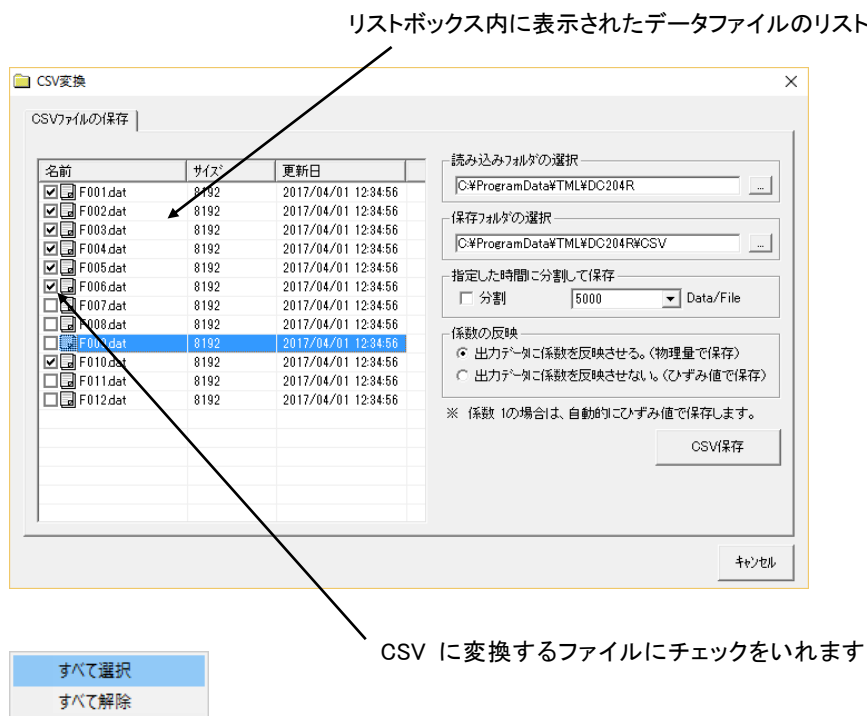 リストボックス内に表示されたデータファイルのリスト
CSV変換
CSVファイルの保存
名前 サイズ 更新日
F001.dat 8192 2017/04/01 12:34:56
F002.dat 8192 2017/04/01 12:34:56
F003.dat 8192 2017/04/01 12:34:56
F004.dat 8192 2017/04/01 12:34:56
F005.dat 8192 2017/04/01 12:34:56
F006.dat 8192 2017/04/01 12:34:56
F007.dat 8192 2017/04/01 12:34:56
F008.dat 8192 2017/04/01 12:34:56
F009.dat 8192 2017/04/01 12:34:56
F010.dat 8192 2017/04/01 12:34:56
F011.dat 8192 2017/04/01 12:34:56
F012.dat 8192 2017/04/01 12:34:56
読み込みフォルダの選択
C:¥ProgramData¥TML¥DC204R ...
保存フォルダの選択
C:¥ProgramData¥TML¥DC204R¥CSV ...
指定した時間に分割して保存
分割 5000 Data/File
係数の反映
出力データに係数を反映させる。(物理量で保存)
出力データに係数を反映させない。(ひずみ値で保存)
※ 係数 1の場合は、自動的にひずみ値で保存します。
CSV保存
キャンセル
CSV に変換するファイルにチェックをいれます
すべて選択
すべて解除